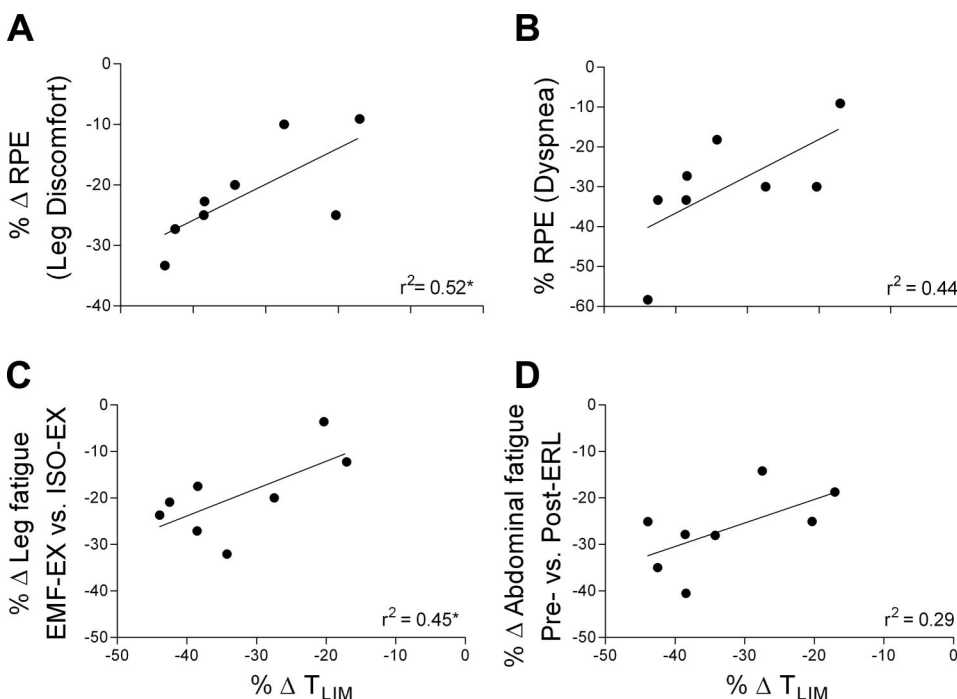 A
% Δ RPE
(Leg Discomfort)
0
-10
-20
-30
-40
r²= 0.52*
B
% RPE (Dyspnea)
0
-10
-20
-30
-40
-50
-60
r² = 0.44
C
% Δ Leg fatigue
EMF-EX vs. ISO-EX
0
-10
-20
-30
-40
-50
r² = 0.45*
-50 -40 -30 -20 -10 0
% Δ TLIM
D
% Δ Abdominal fatigue
Pre- vs. Post-ERL
0
-10
-20
-30
-40
-50
r² = 0.29
-50 -40 -30 -20 -10 0
% Δ TLIM